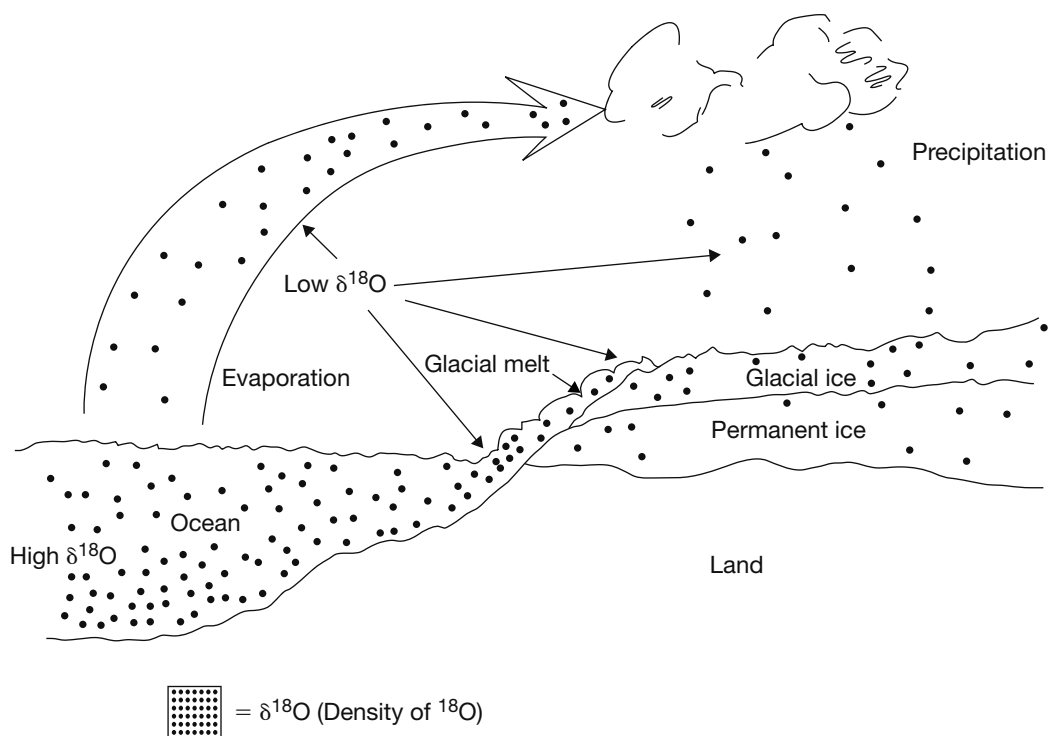 Precipitation
Low δ¹⁸O
Glacial melt
Evaporation
Glacial ice
Permanent ice
Ocean
High δ¹⁸O
Land
= δ¹⁸O (Density of ¹⁸O)